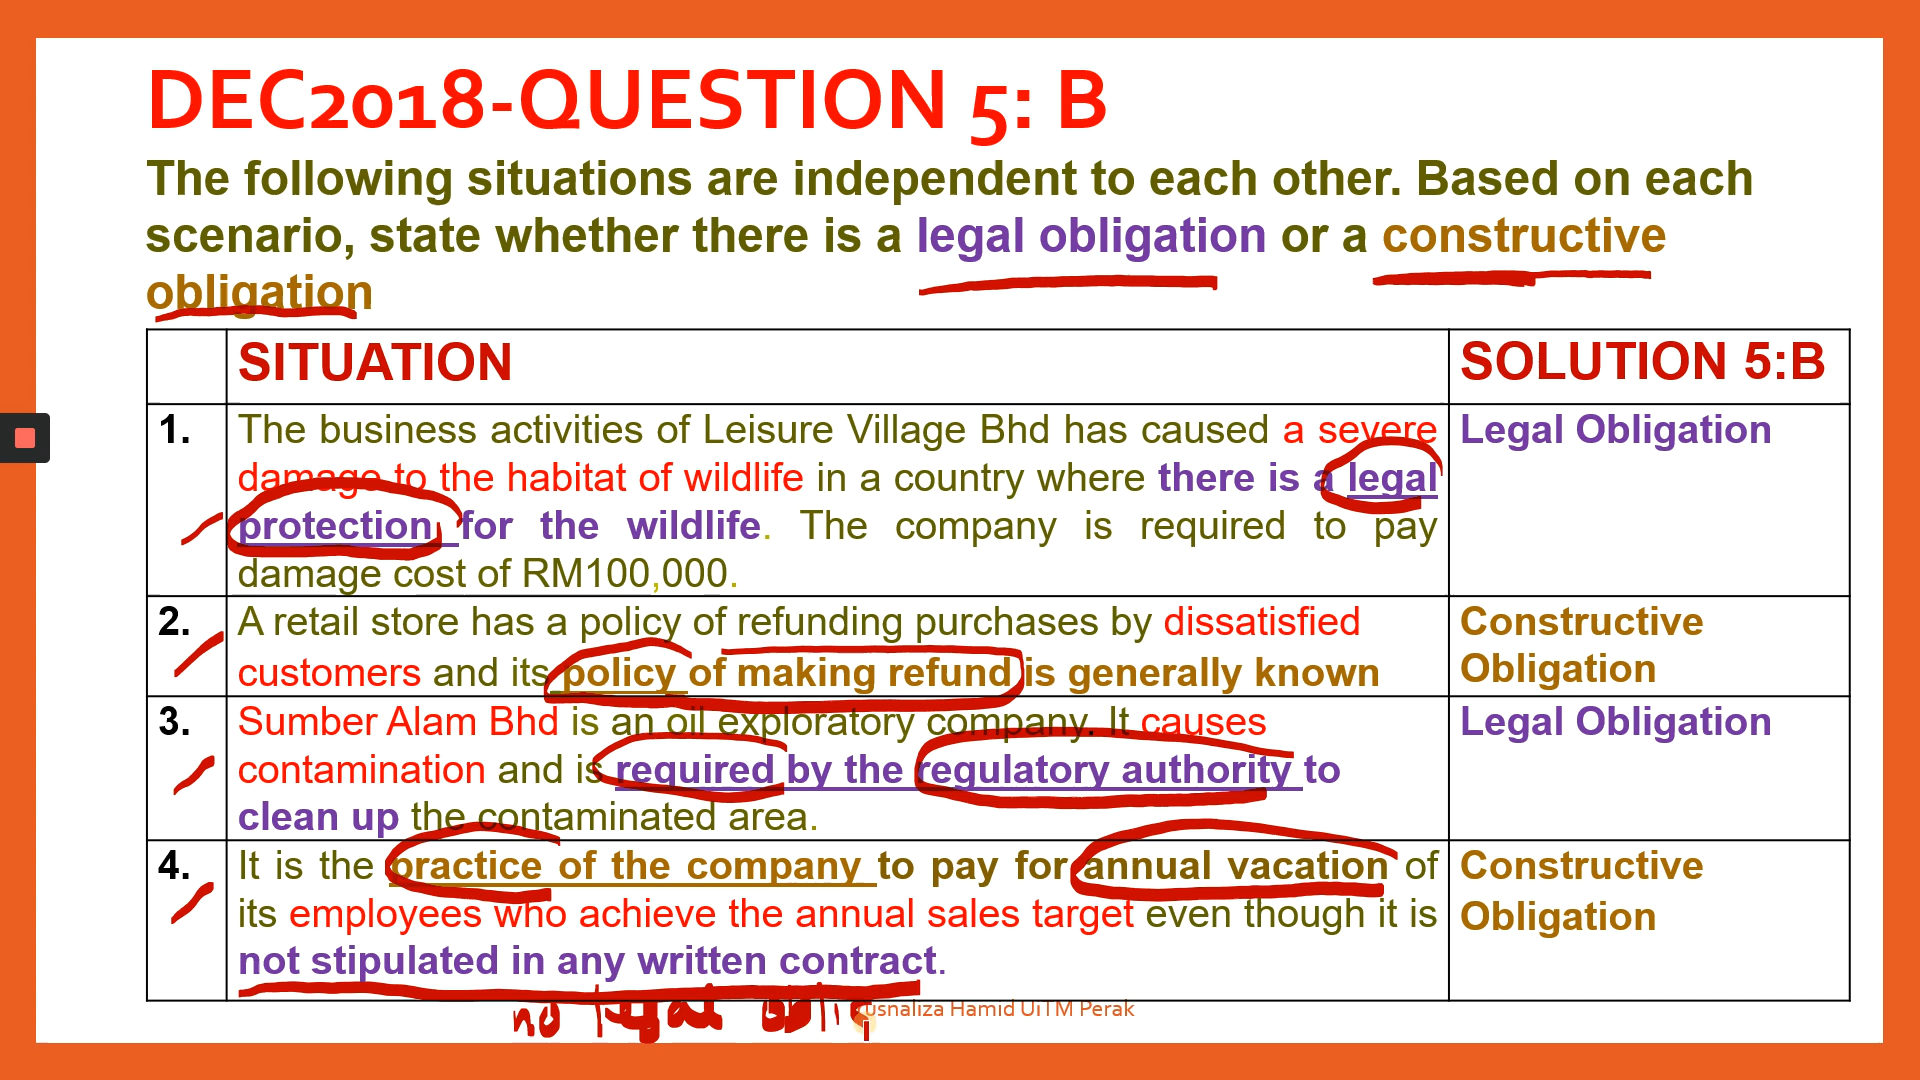 DEC2018-QUESTION 5: B
The following situations are independent to each other. Based on each
scenario, state whether there is a legal obligation or a constructive
obligation
SITUATION
SOLUTION 5:B
1.
The business activities of Leisure Village Bhd has caused a severe
damage to the habitat of wildlife in a country where there is a legal
protection for the wildlife. The company is required to pay
damage cost of RM100,000.
Legal Obligation
2.
A retail store has a policy of refunding purchases by dissatisfied
customers and its policy of making refund is generally known
Constructive
Obligation
3.
Sumber Alam Bhd is an oil exploratory company. It causes
contamination and is required by the regulatory authority to
clean up the contaminated area.
Legal Obligation
4.
It is the practice of the company to pay for annual vacation of
its employees who achieve the annual sales target even though it is
not stipulated in any written contract.
Constructive
Obligation
no legal obli
usnaliza Hamid UiTM Perak